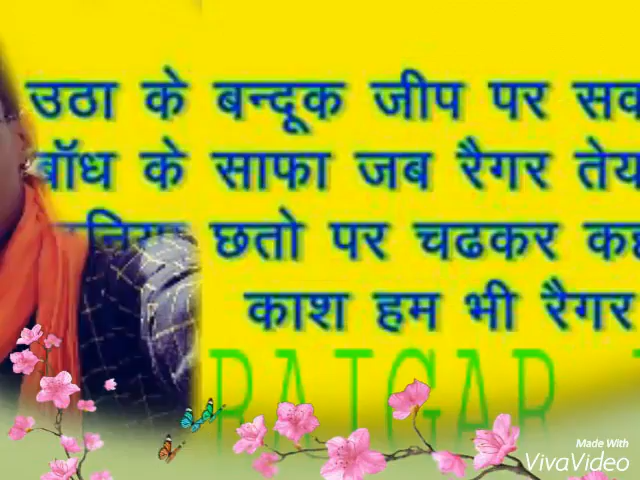 उठा के बन्दूक जीप पर
बाॅध के साफा जब रैगर
छतो पर चढकर
काश हम भी रैगर
RAIGAR
Made With
VivaVideo